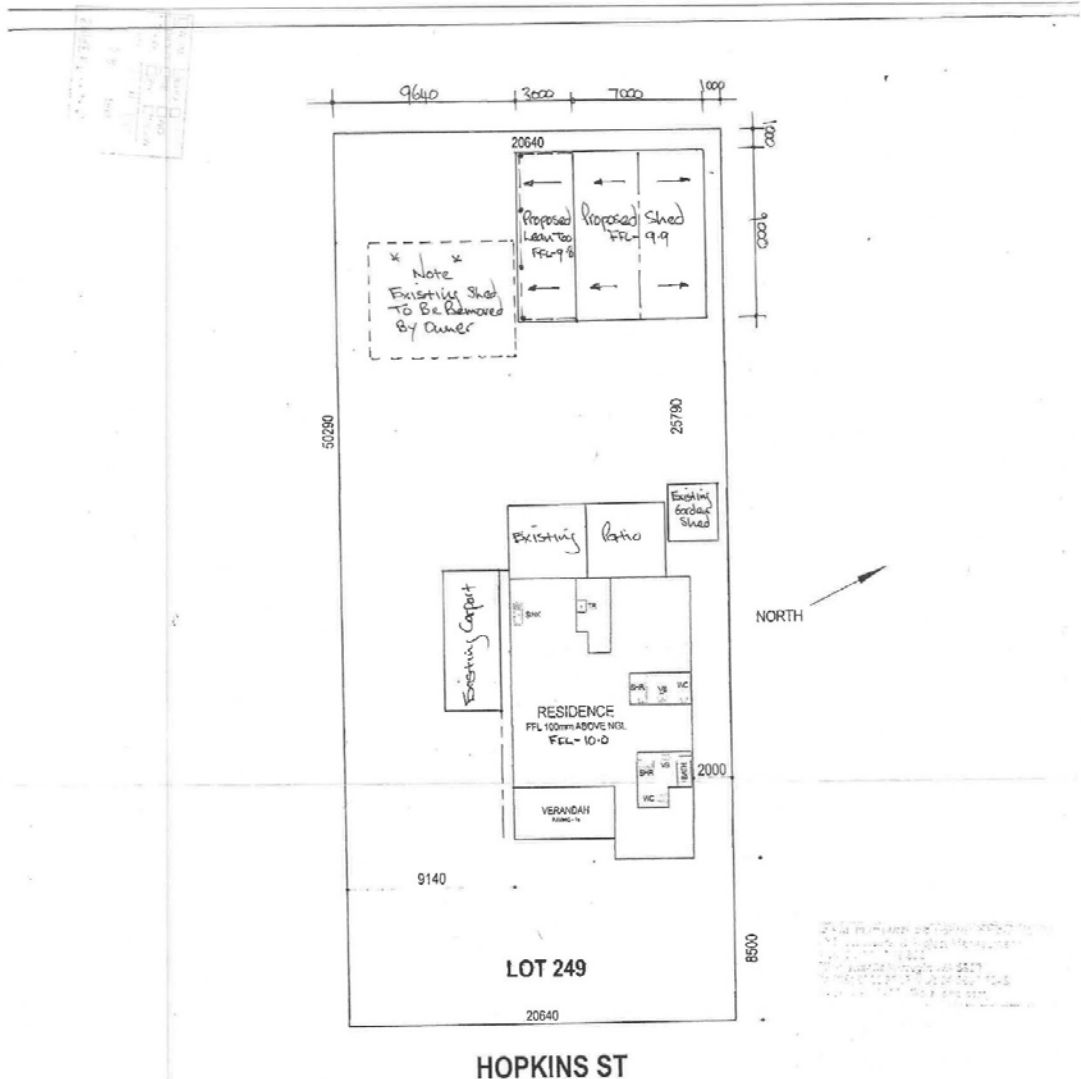 9640
3000
7000
1000
1000
20640
9000
Proposed
Lean Too
FFL-9.8
Proposed Shed
FFL- 9.9
* Note *
Existing Shed
To Be Removed
By Owner
50290
25790
Existing
Garden
Shed
Existing Patio
Existing Carport
NORTH
TR
SHR VB WC
RESIDENCE
FFL 100mm ABOVE NGL
FFL - 10.0
SHR VB BATH
WC
2000
VERANDAH
9140
8500
LOT 249
20640
HOPKINS ST